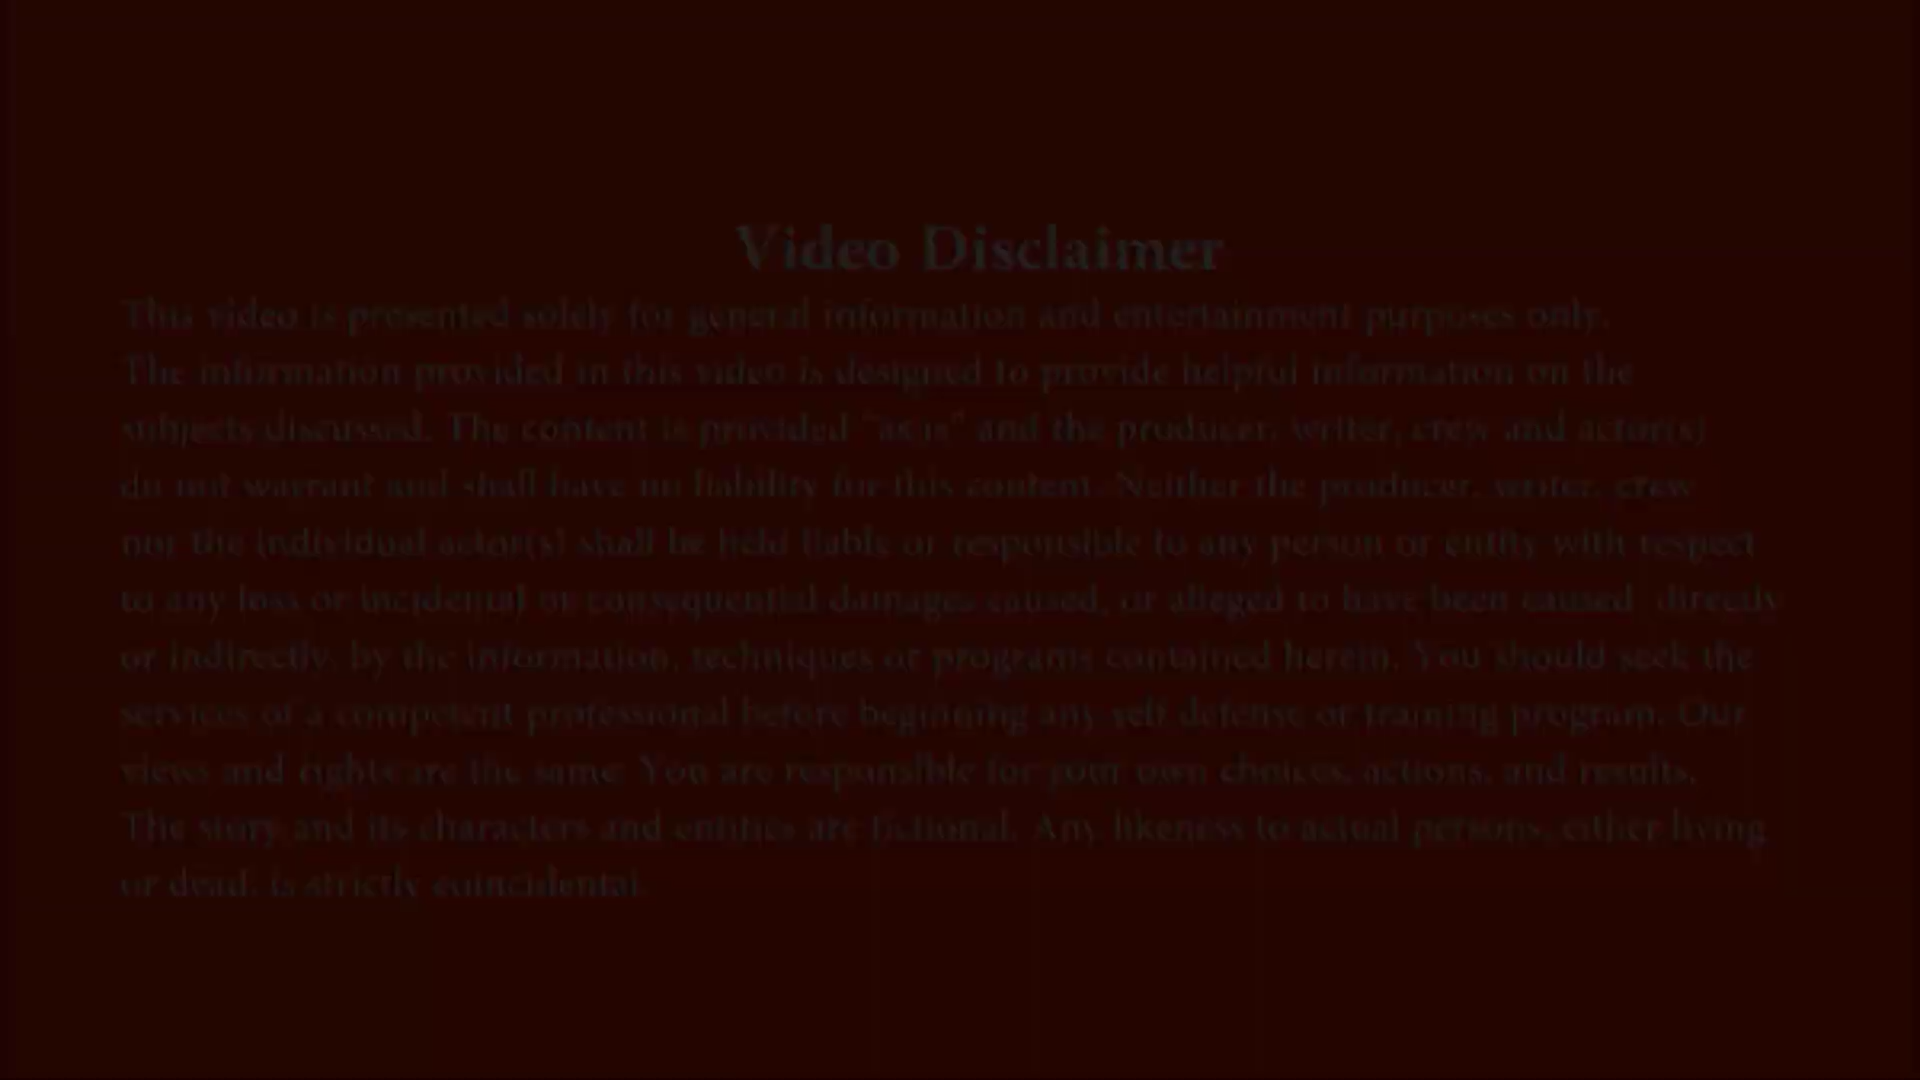 Video Disclaimer
This video is presented solely for general information and entertainment purposes only.
The information provided in this video is designed to provide helpful information on the
subjects discussed. The content is provided "as is" and the producer, writer, crew and actor(s)
do not warrant and shall have no liability for this content. Neither the producer, writer, crew
nor the individual actor(s) shall be held liable or responsible to any person or entity with respect
to any loss or incidental or consequential damages caused, or alleged to have been caused, directly
or indirectly, by the information, techniques or programs contained herein. You should seek the
services of a competent professional before beginning any self defense or training program. Our
views and rights are the same: You are responsible for your own choices, actions, and results.
The story and its characters and entities are fictional. Any likeness to actual persons, either living
or dead, is strictly coincidental.